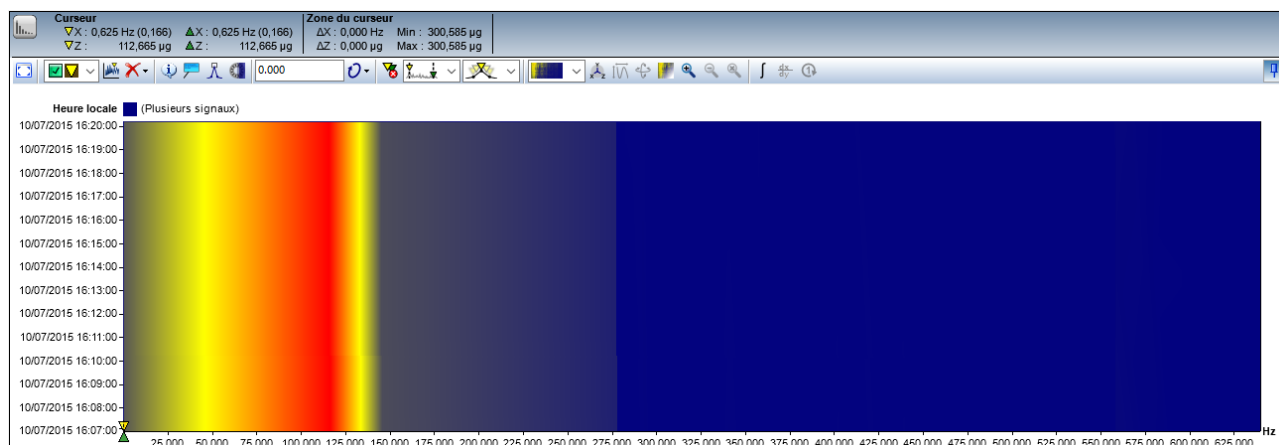 Curseur
X : 0,625 Hz (0,166) X : 0,625 Hz (0,166)
Z : 112,665 µg Z : 112,665 µg
Zone du curseur
ΔX : 0,000 Hz Min : 300,585 µg
ΔZ : 0,000 µg Max : 300,585 µg
0.000
Heure locale (Plusieurs signaux)
10/07/2015 16:20:00
10/07/2015 16:19:00
10/07/2015 16:18:00
10/07/2015 16:17:00
10/07/2015 16:16:00
10/07/2015 16:15:00
10/07/2015 16:14:00
10/07/2015 16:13:00
10/07/2015 16:12:00
10/07/2015 16:11:00
10/07/2015 16:10:00
10/07/2015 16:09:00
10/07/2015 16:08:00
10/07/2015 16:07:00
25,000 50,000 75,000 100,000 125,000 150,000 175,000 200,000 225,000 250,000 275,000 300,000 325,000 350,000 375,000 400,000 425,000 450,000 475,000 500,000 525,000 550,000 575,000 600,000 625,000 Hz